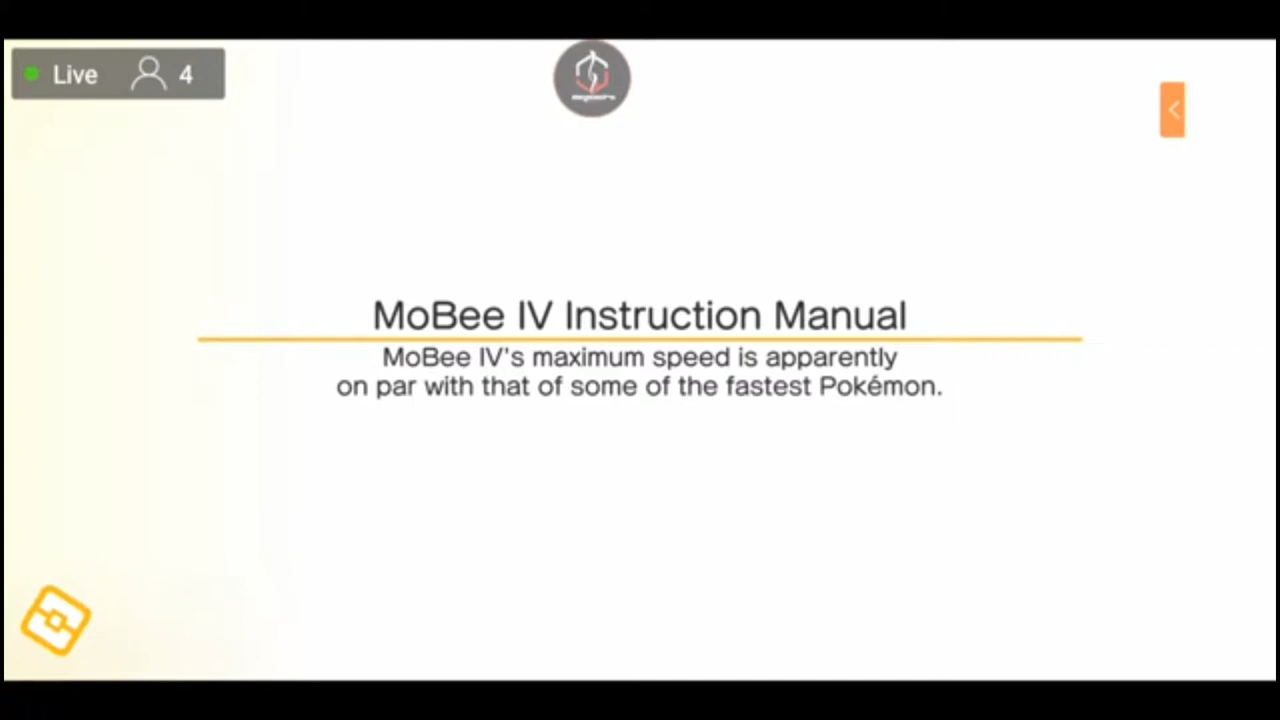 Live 4
MoBee IV Instruction Manual
MoBee IV's maximum speed is apparently
on par with that of some of the fastest Pokémon.